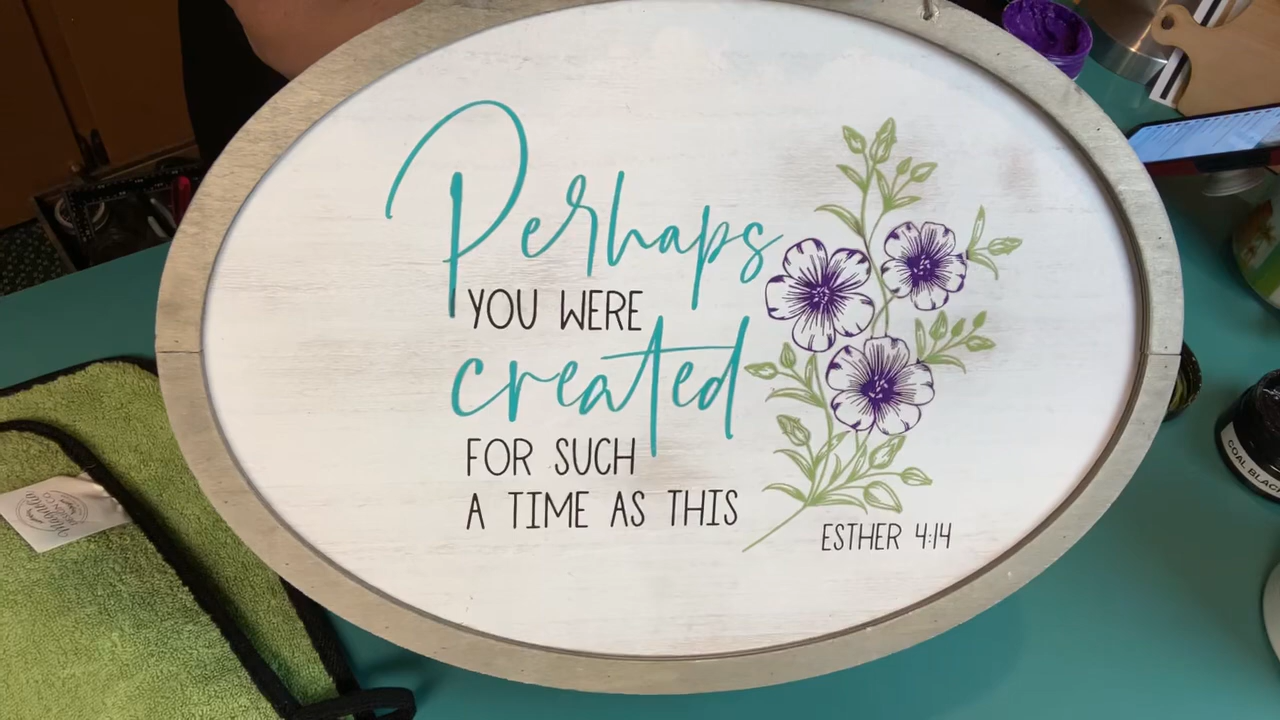 Perhaps
YOU WERE
created
FOR SUCH
A TIME AS THIS
ESTHER 4:14
COAL BLACK